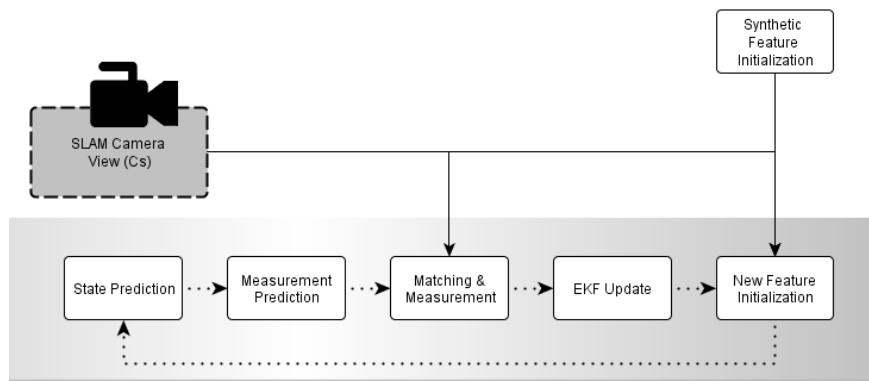 Synthetic
Feature
Initialization
SLAM Camera
View (Cs)
State Prediction
Measurement
Prediction
Matching &
Measurement
EKF Update
New Feature
Initialization